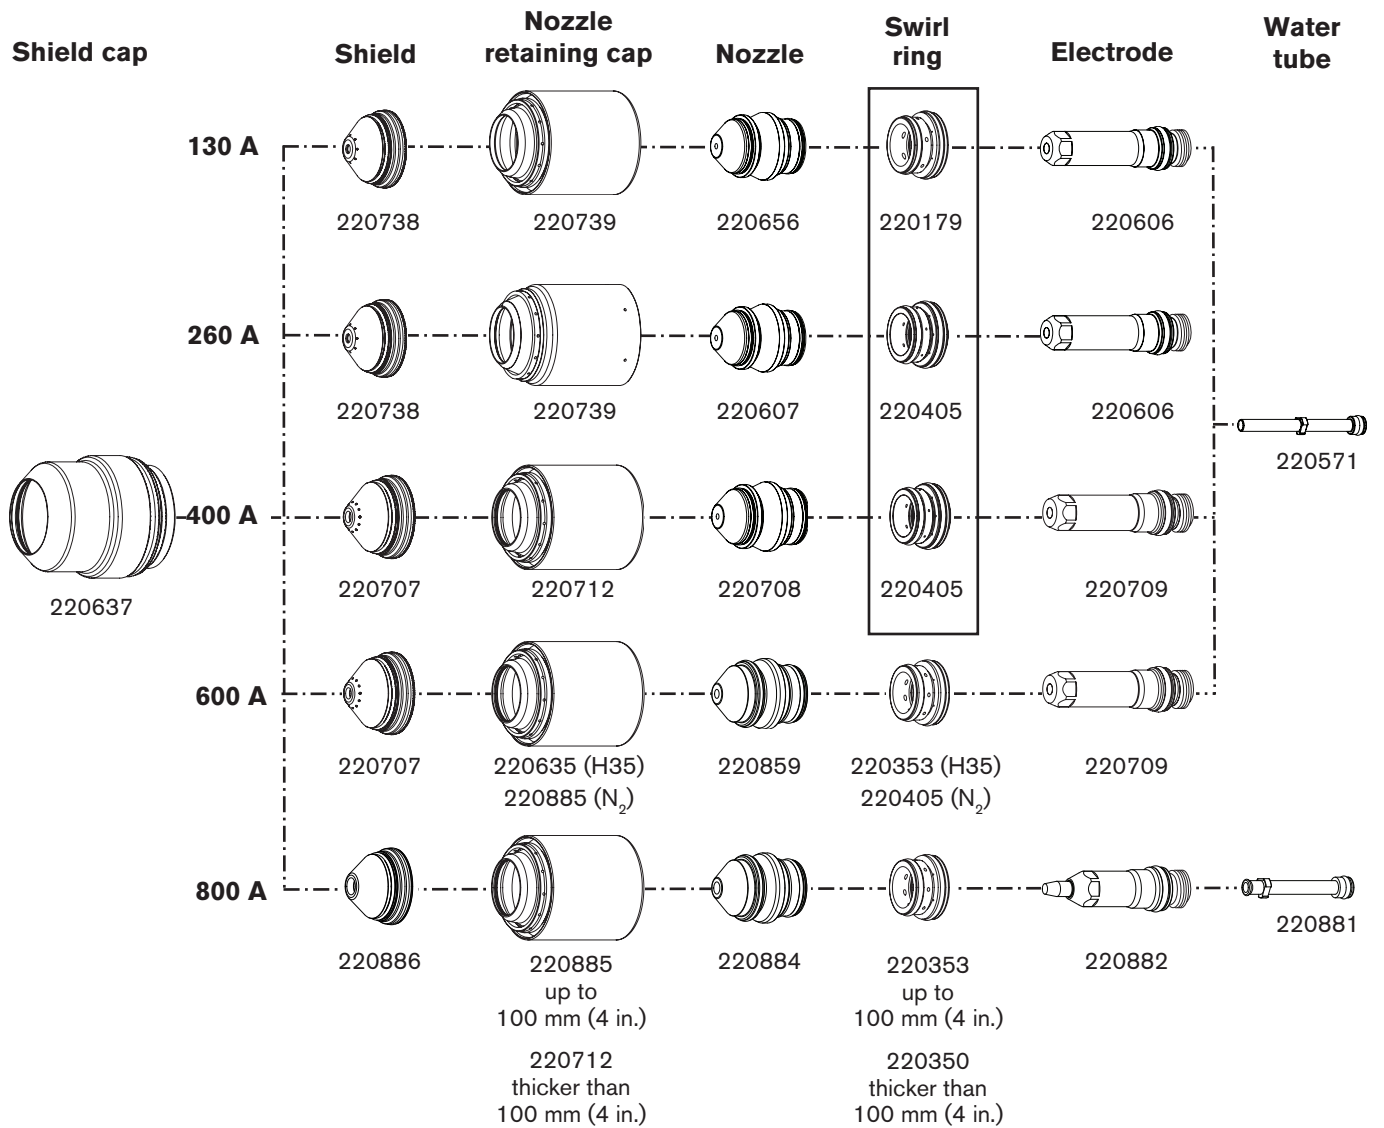 Shield cap
Shield
Nozzle
retaining cap
Nozzle
Swirl
ring
Electrode
Water
tube
130 A
220738
220739
220656
220179
220606
260 A
220738
220739
220607
220405
220606
220571
220637
400 A
220707
220712
220708
220405
220709
600 A
220707
220635 (H35)
220885 (N₂)
220859
220353 (H35)
220405 (N₂)
220709
800 A
220886
220885
up to
100 mm (4 in.)
220712
thicker than
100 mm (4 in.)
220884
220353
up to
100 mm (4 in.)
220350
thicker than
100 mm (4 in.)
220882
220881